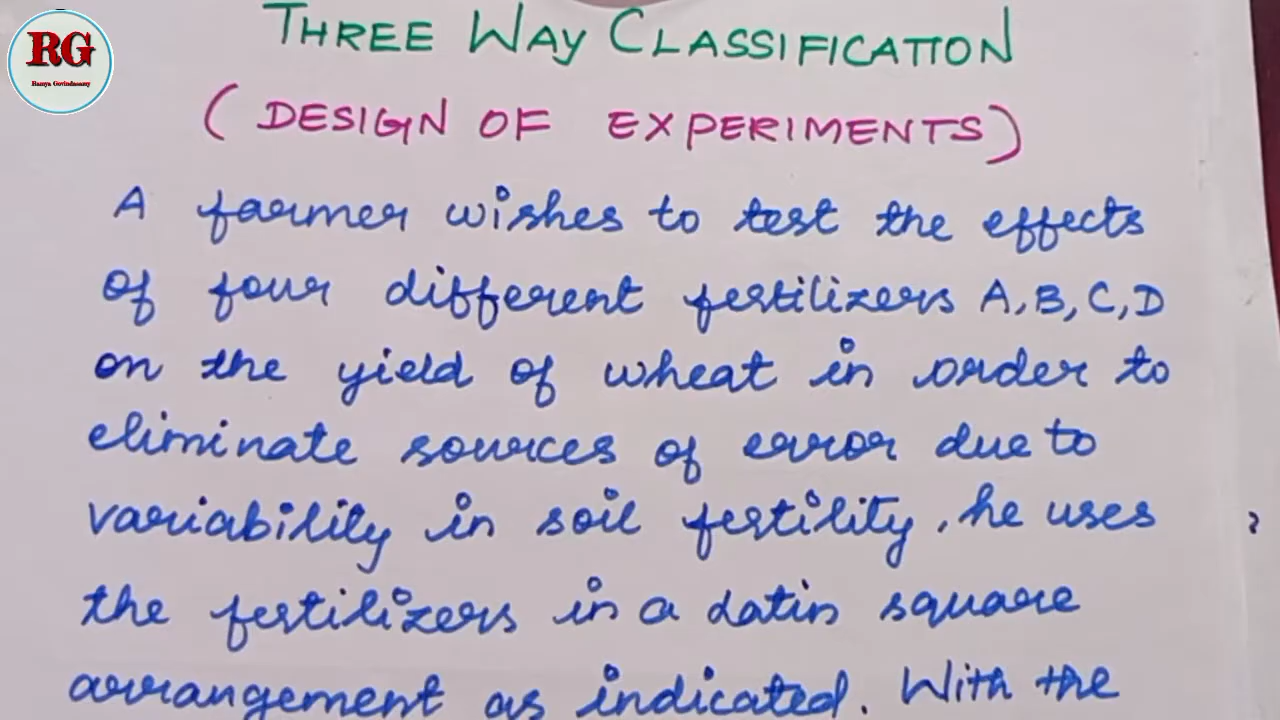 RG
Ramya Govindasamy
THREE WAY CLASSIFICATION
( DESIGN OF EXPERIMENTS )
A farmer wishes to test the effects
of four different fertilizers A, B, C, D
on the yield of wheat in order to
eliminate sources of error due to
variability in soil fertility, he uses
the fertilizers in a Latin square
arrangement as indicated. With the